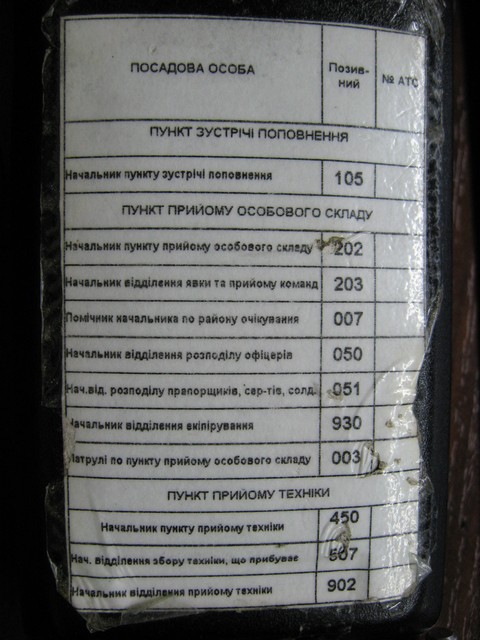 ПОСАДОВА ОСОБА Позив- № АТС
ний
ПУНКТ ЗУСТРІЧІ ПОПОВНЕННЯ
Начальник пункту зустрічі поповнення 105
ПУНКТ ПРИЙОМУ ОСОБОВОГО СКЛАДУ
Начальник пункту прийому особового складу 202
Начальник відділення явки та прийому команд 203
Помічник начальника по району очікування 007
Начальник відділення розподілу офіцерів 050
Нач.від. розподілу прапорщиків, сер-тів, солд. 051
Начальник відділення екіпірування 930
Патрулі по пункту прийому особового складу 003
ПУНКТ ПРИЙОМУ ТЕХНІКИ
Начальник пункту прийому техніки 450
Нач. відділення збору техніки, що прибуває 507
Начальник відділення прийому техніки 902